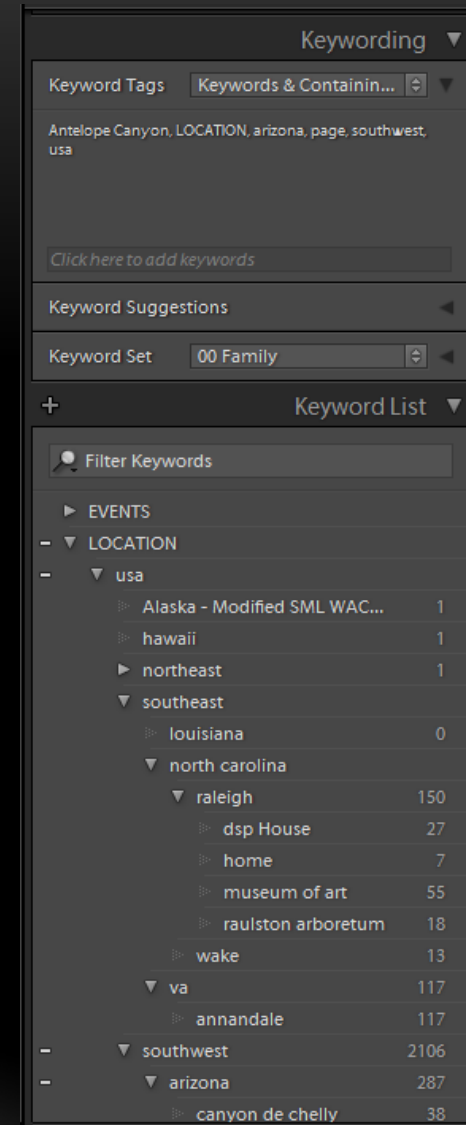 Keywording
Keyword Tags Keywords & Containin...
Antelope Canyon, LOCATION, arizona, page, southwest,
usa
Click here to add keywords
Keyword Suggestions
Keyword Set 00 Family
+ Keyword List
Filter Keywords
EVENTS
LOCATION
usa
Alaska - Modified SML WAC... 1
hawaii 1
northeast 1
southeast
louisiana 0
north carolina
raleigh 150
dsp House 27
home 7
museum of art 55
raulston arboretum 18
wake 13
va 117
annandale 117
southwest 2106
arizona 287
canyon de chelly 38